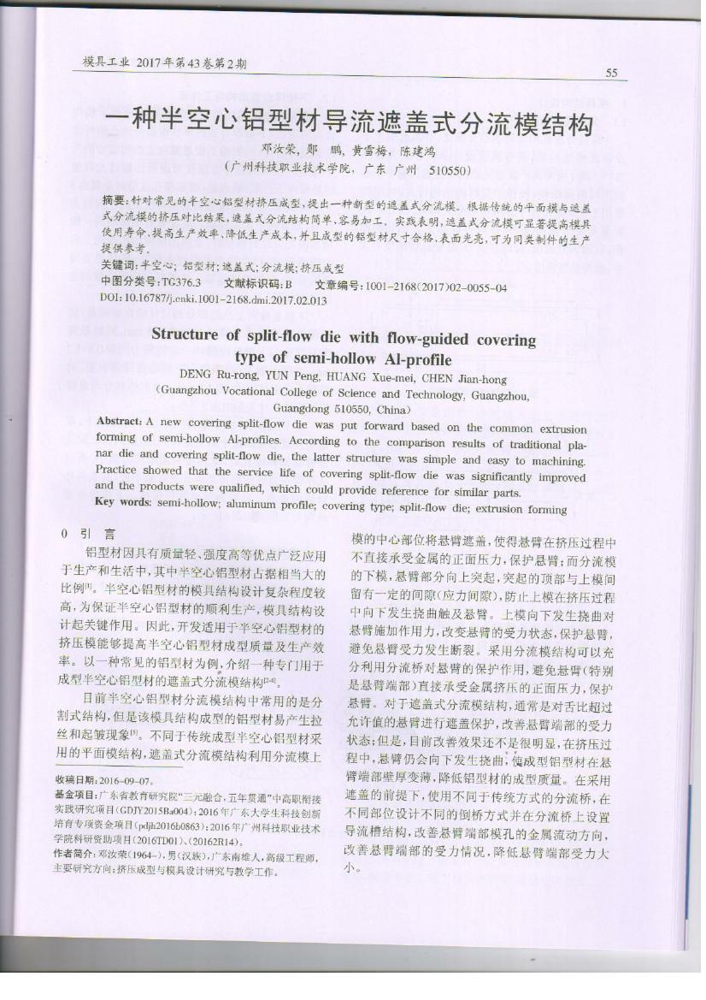 模具工业 2017年第43卷第2期
55
一种半空心铝型材导流遮盖式分流模结构
邓汝荣, 郧　鹏, 黄雪梅, 陈建鸿
(广州科技职业技术学院, 广东 广州　510550)
摘要:针对常见的半空心铝型材挤压成型,提出一种新型的遮盖式分流模。根据传统的平面模与遮盖
式分流模的挤压对比结果,遮盖式分流结构简单、容易加工。实践表明,遮盖式分流模可显著提高模具
使用寿命、提高生产效率、降低生产成本,并且成型的铝型材尺寸合格、表面光亮,可为同类制件的生产
提供参考。
关键词:半空心; 铝型材;遮盖式;分流模;挤压成型
中图分类号:TG376.3　文献标识码:B　文章编号:1001-2168(2017)02-0055-04
DOI:10.16787/j.cnki.1001-2168.dmi.2017.02.013
Structure of split-flow die with flow-guided covering
type of semi-hollow Al-profile
DENG Ru-rong, YUN Peng, HUANG Xue-mei, CHEN Jian-hong
(Guangzhou Vocational College of Science and Technology, Guangzhou,
Guangdong 510550, China)
Abstract: A new covering split-flow die was put forward based on the common extrusion
forming of semi-hollow Al-profiles. According to the comparison results of traditional pla-
nar die and covering split-flow die, the latter structure was simple and easy to machining.
Practice showed that the service life of covering split-flow die was significantly improved
and the products were qualified, which could provide reference for similar parts.
Key words: semi-hollow; aluminum profile; covering type; split-flow die; extrusion forming
0 引 言
铝型材因具有质量轻、强度高等优点广泛应用
于生产和生活中,其中半空心铝型材占据相当大的
比例[1]。半空心铝型材的模具结构设计复杂程度较
高,为保证半空心铝型材的顺利生产,模具结构设
计起关键作用。因此,开发适用于半空心铝型材的
挤压模能够提高半空心铝型材成型质量及生产效
率。以一种常见的铝型材为例,介绍一种专门用于
成型半空心铝型材的遮盖式分流模结构[2-4]。
目前半空心铝型材分流模结构中常用的是分
割式结构,但是该模具结构成型的铝型材易产生拉
丝和起皱现象[5]。不同于传统成型半空心铝型材采
用的平面模结构,遮盖式分流模结构利用分流模上
收稿日期:2016-09-07。
基金项目:广东省教育研究院“三元融合,五年贯通”中高职衔接
实践研究项目(GDJY2015Ba004);2016年广东大学生科技创新
培育专项资金项目(pdjh2016b0863);2016年广州科技职业技术
学院科研资助项目(2016TD01)、(20162R14)。
作者简介:邓汝荣(1964-),男(汉族),广东南雄人,高级工程师,
主要研究方向:挤压成型与模具设计研究与教学工作。
模的中心部位将悬臂遮盖,使得悬臂在挤压过程中
不直接承受金属的正面压力,保护悬臂;而分流模
的下模,悬臂部分向上突起,突起的顶部与上模间
留有一定的间隙(应力间隙),防止上模在挤压过程
中向下发生挠曲触及悬臂。上模向下发生挠曲对
悬臂施加作用力,改变悬臂的受力状态,保护悬臂,
避免悬臂受力发生断裂。采用分流模结构可以充
分利用分流桥对悬臂的保护作用,避免悬臂(特别
是悬臂端部)直接承受金属挤压的正面压力,保护
悬臂。对于遮盖式分流模结构,通常是对舌比超过
允许值的悬臂进行遮盖保护,改善悬臂端部的受力
状态;但是,目前改善效果还不是很明显,在挤压过
程中,悬臂仍会向下发生挠曲,使成型铝型材在悬
臂端部壁厚变薄,降低铝型材的成型质量。在采用
遮盖的前提下,使用不同于传统方式的分流桥,在
不同部位设计不同的倒桥方式并在分流桥上设置
导流槽结构,改善悬臂端部模孔的金属流动方向,
改善悬臂端部的受力情况,降低悬臂端部受力大
小。